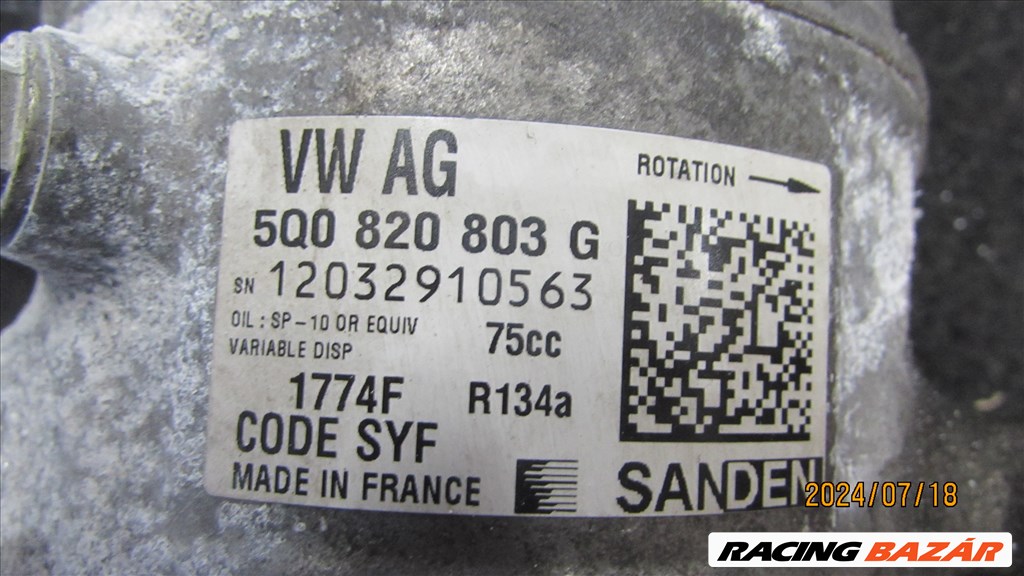 VW AG
ROTATION
5Q0 820 803 G
SN 12032910563
OIL : SP-10 OR EQUIV
75cc
VARIABLE DISP
1774F R134a
CODE SYF
MADE IN FRANCE
SANDEN
2024/07/18
RACING BAZÁR